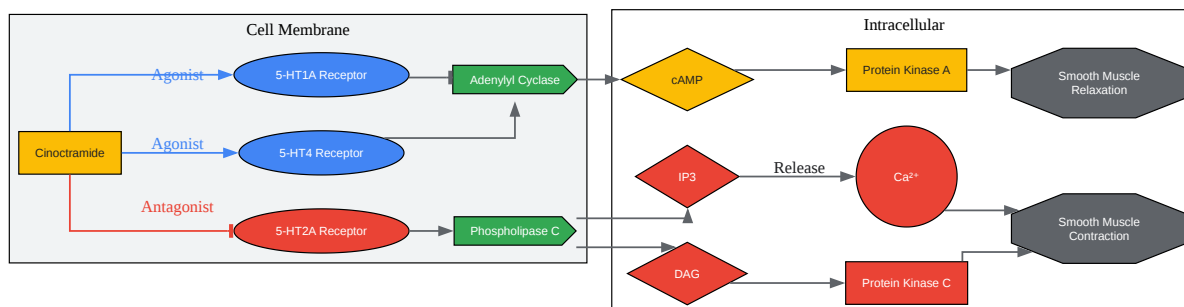 Cell Membrane
Intracellular
Agonist
5-HT1A Receptor
Adenylyl Cyclase
cAMP
Protein Kinase A
Smooth Muscle
Relaxation
Cinoctramide
Agonist
5-HT4 Receptor
IP3
Release
Ca²⁺
Antagonist
5-HT2A Receptor
Phospholipase C
Smooth Muscle
Contraction
DAG
Protein Kinase C